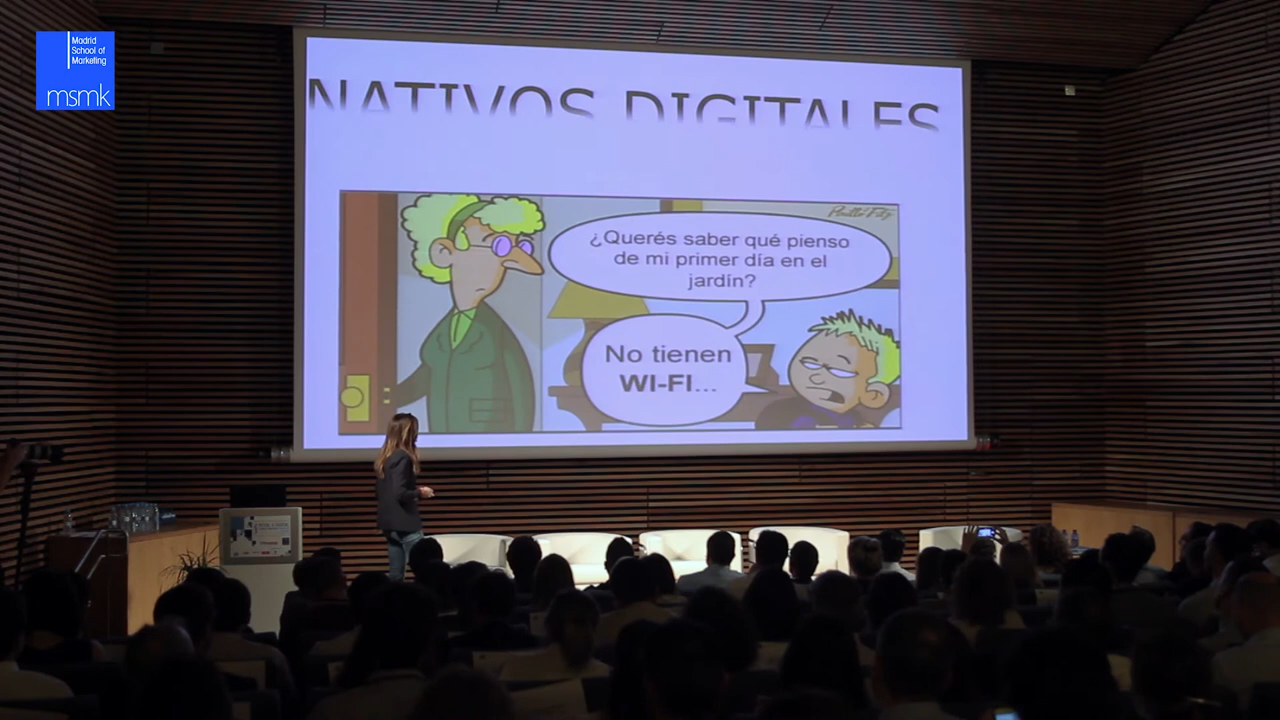 Madrid
School of
Marketing
msmk
NATIVOS DIGITALES
¿Querés saber qué pienso
de mi primer día en el
jardín?
No tienen
WI-FI...